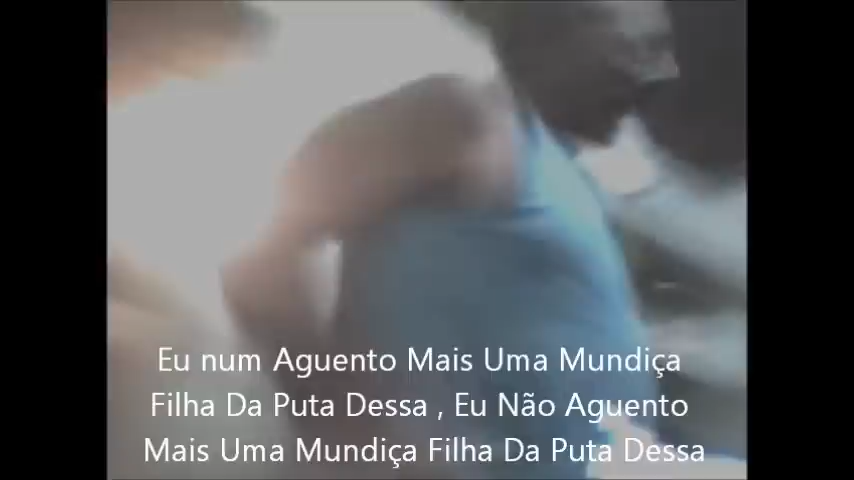 Eu num Aguento Mais Uma Mundiça
Filha Da Puta Dessa , Eu Não Aguento
Mais Uma Mundiça Filha Da Puta Dessa